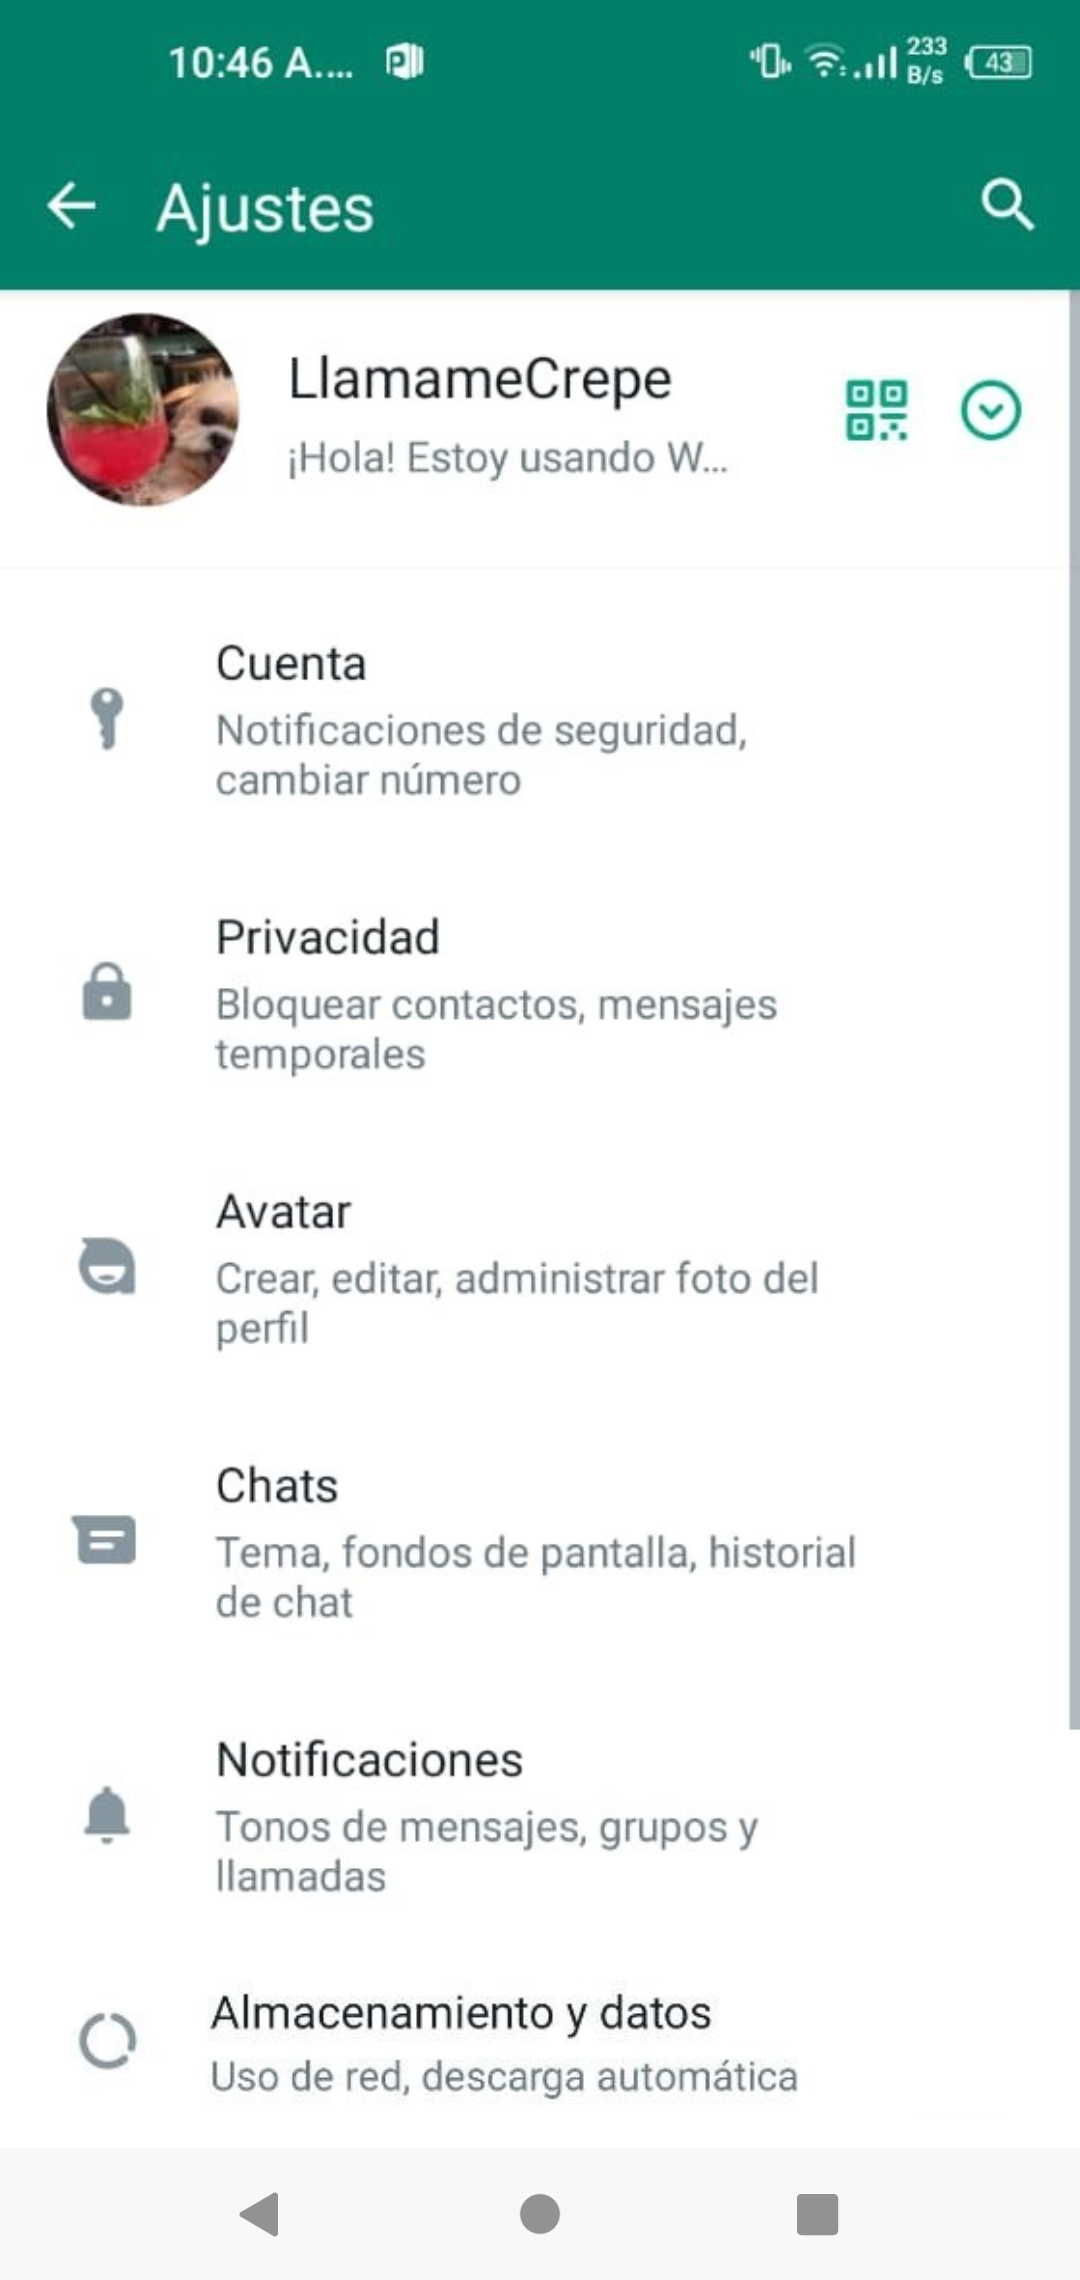 10:46 A....
233
B/s
43
Ajustes
LlamameCrepe
¡Hola! Estoy usando W...
Cuenta
Notificaciones de seguridad,
cambiar número
Privacidad
Bloquear contactos, mensajes
temporales
Avatar
Crear, editar, administrar foto del
perfil
Chats
Tema, fondos de pantalla, historial
de chat
Notificaciones
Tonos de mensajes, grupos y
llamadas
Almacenamiento y datos
Uso de red, descarga automática